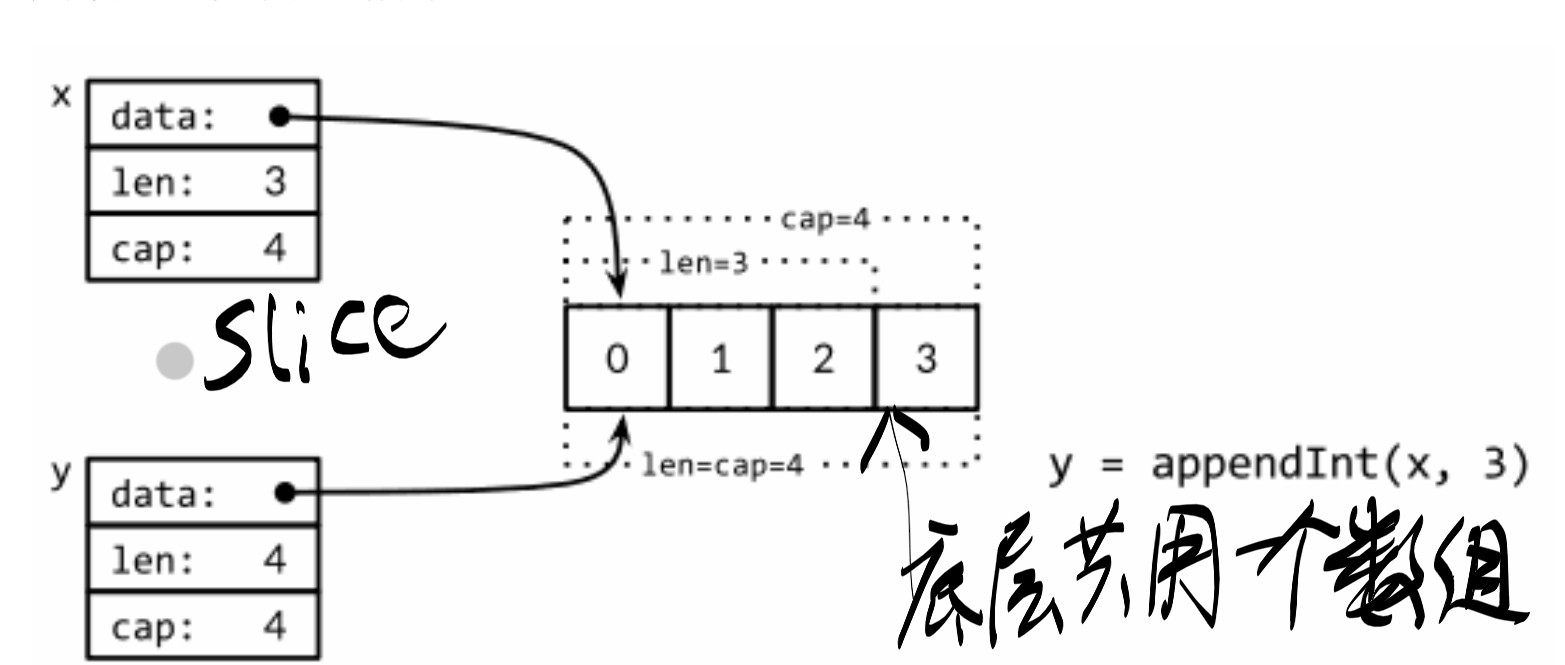 x
data:
len: 3
cap: 4
slice
cap=4
len=3
0 1 2 3
len=cap=4
y = appendInt(x, 3)
y
data:
len: 4
cap: 4
底层共用一个数组